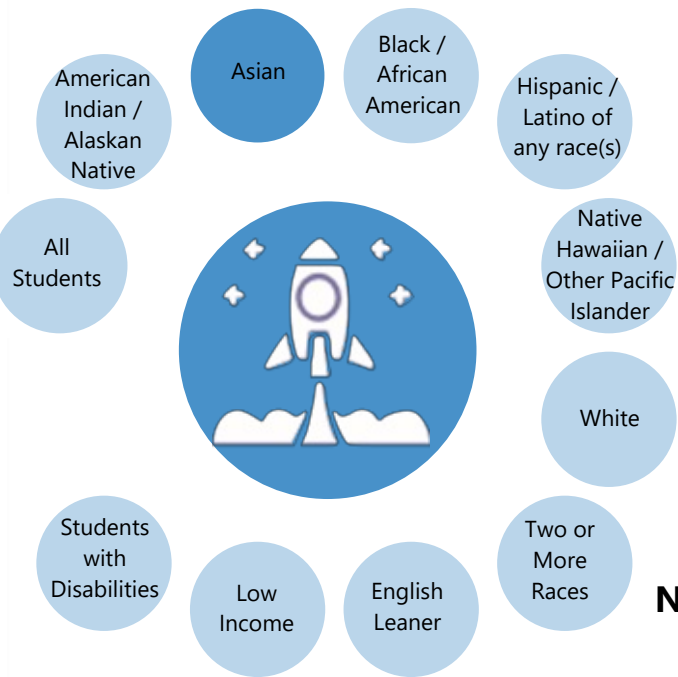 Asian
Black /
African
American
American
Indian /
Alaskan
Native
Hispanic /
Latino of
any race(s)
All
Students
Native
Hawaiian /
Other Pacific
Islander
White
Students
with
Disabilities
Two or
More
Races
Low
Income
English
Leaner
N